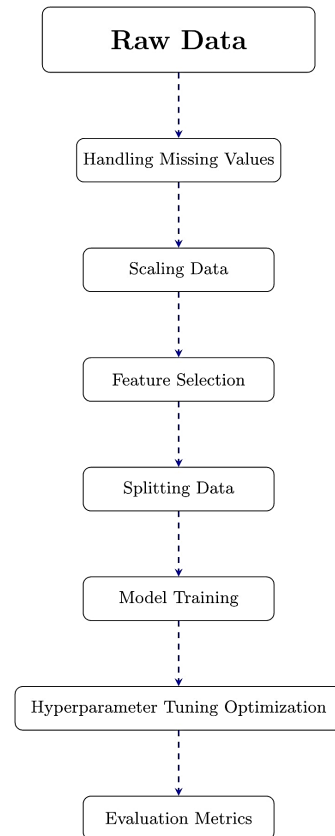 Raw Data
Handling Missing Values
Scaling Data
Feature Selection
Splitting Data
Model Training
Hyperparameter Tuning Optimization
Evaluation Metrics